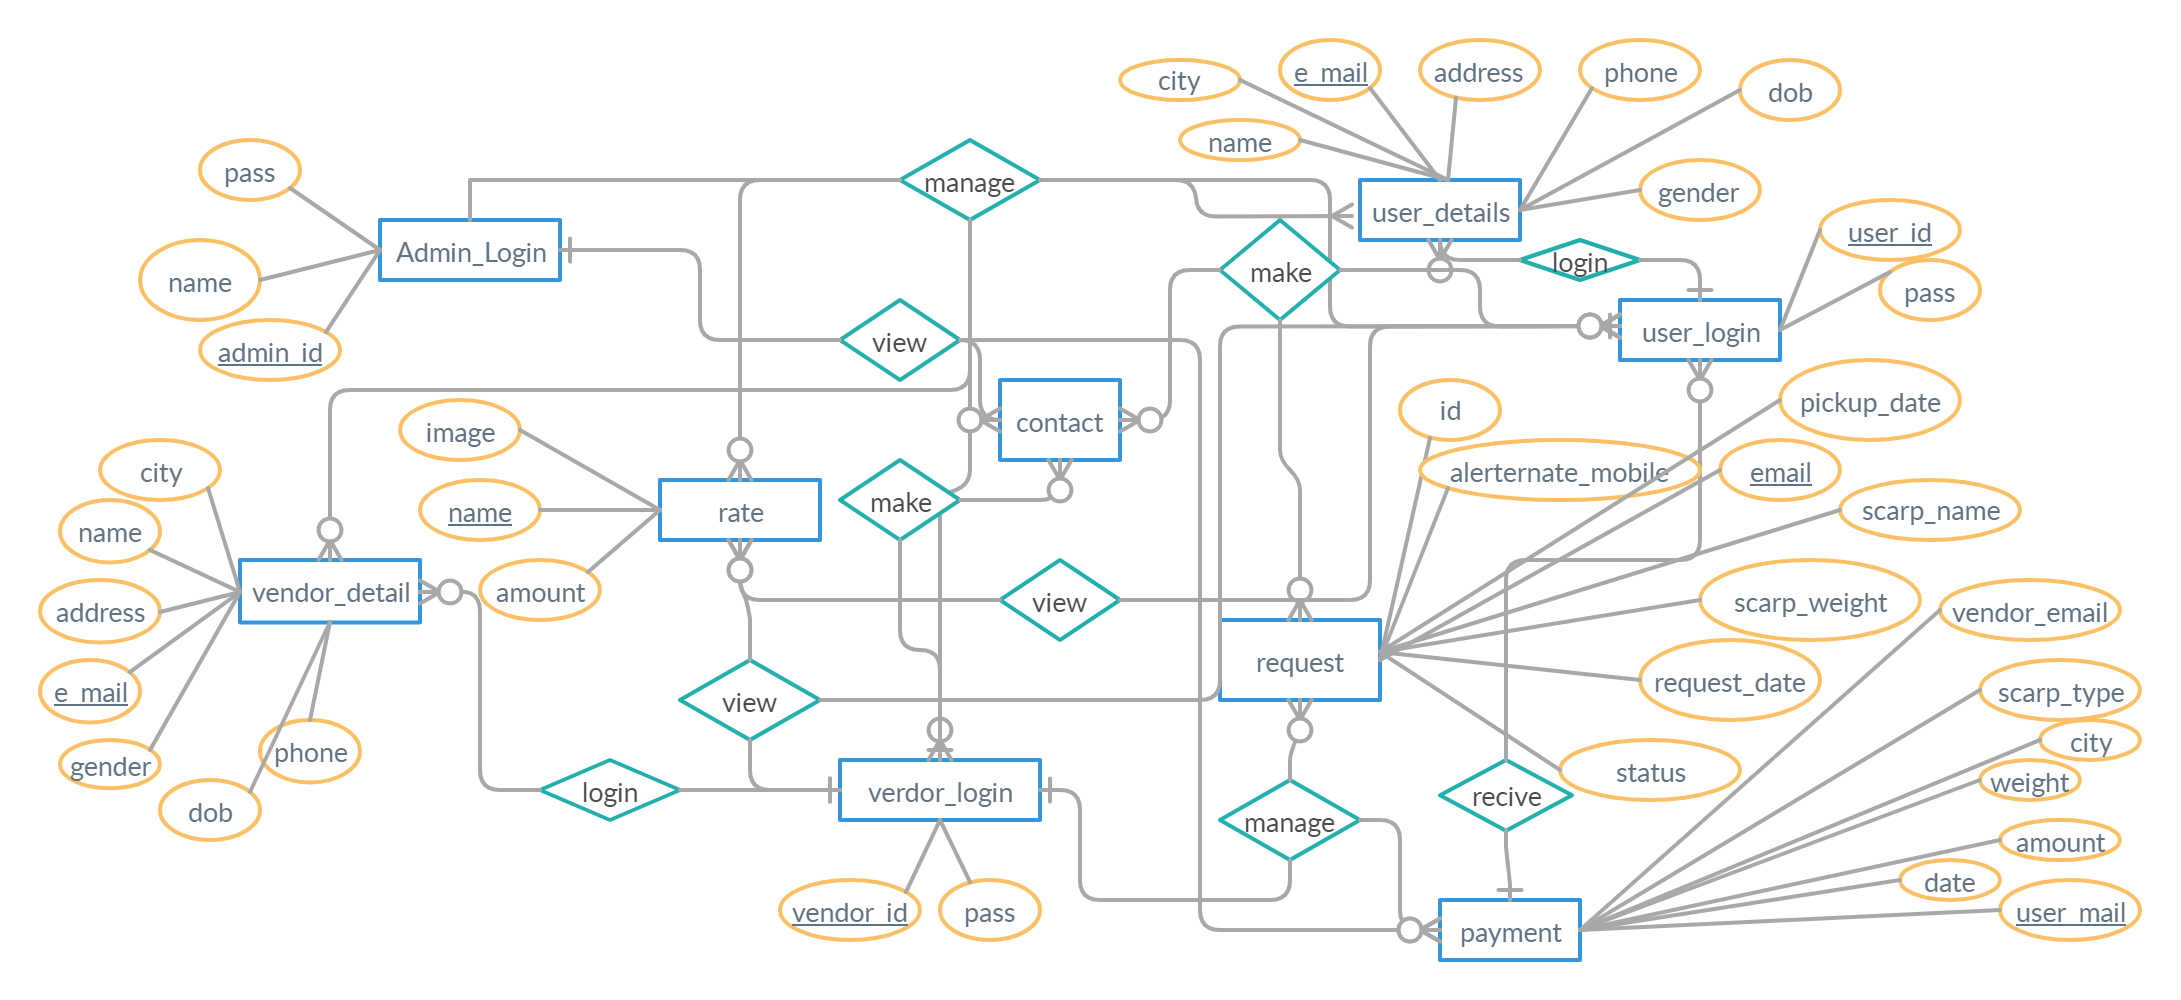 city
e_mail
address
phone
dob
name
gender
pass
manage
user_details
user_id
Admin_Login
make
login
pass
name
view
user_login
admin_id
contact
id
pickup_date
image
alerternate_mobile
email
city
name
rate
make
scarp_name
name
vendor_detail
amount
view
scarp_weight
vendor_email
address
request
e_mail
view
request_date
scarp_type
gender
phone
status
city
weight
dob
login
verdor_login
manage
recive
amount
date
vendor_id
pass
payment
user_mail